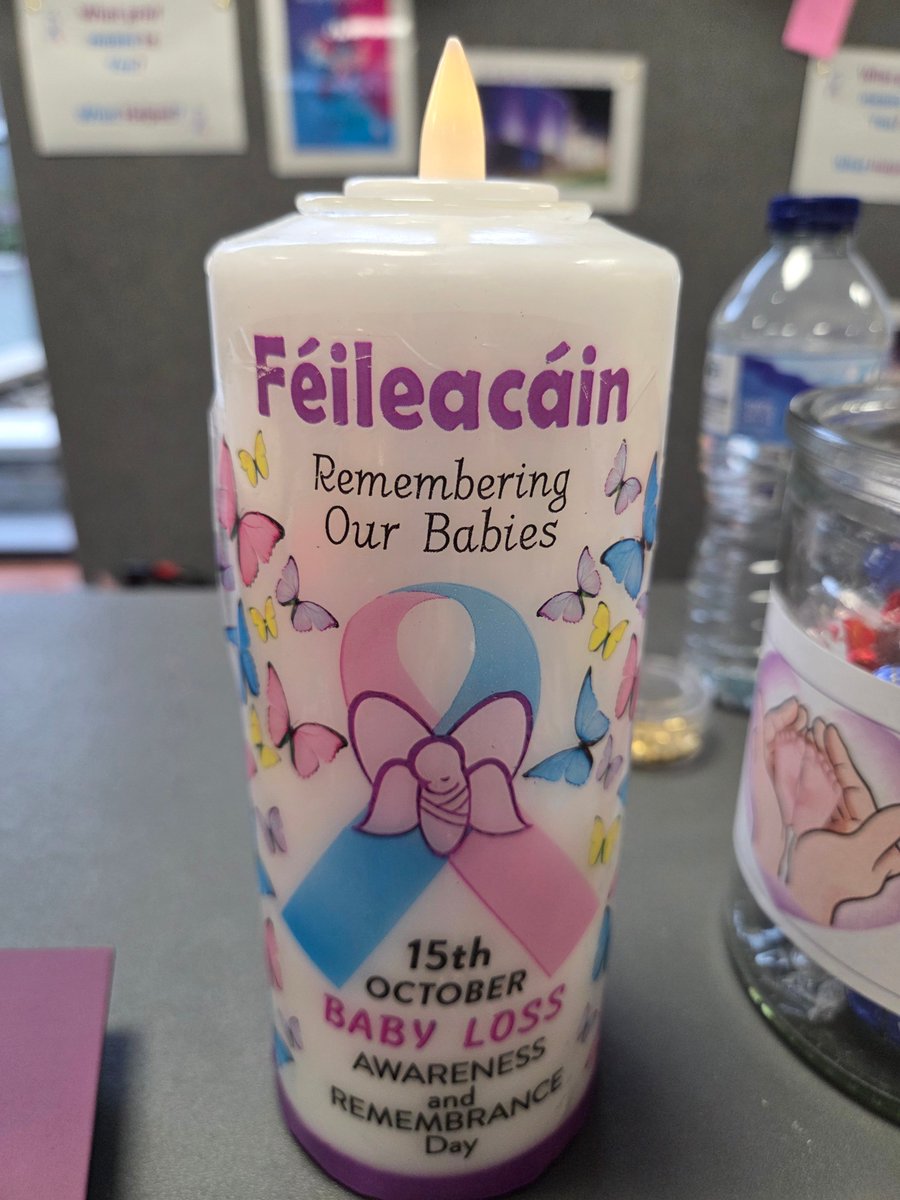 Féileacáin
Remembering
Our Babies
15th
OCTOBER
BABY LOSS
AWARENESS
and
REMEMBRANCE
Day